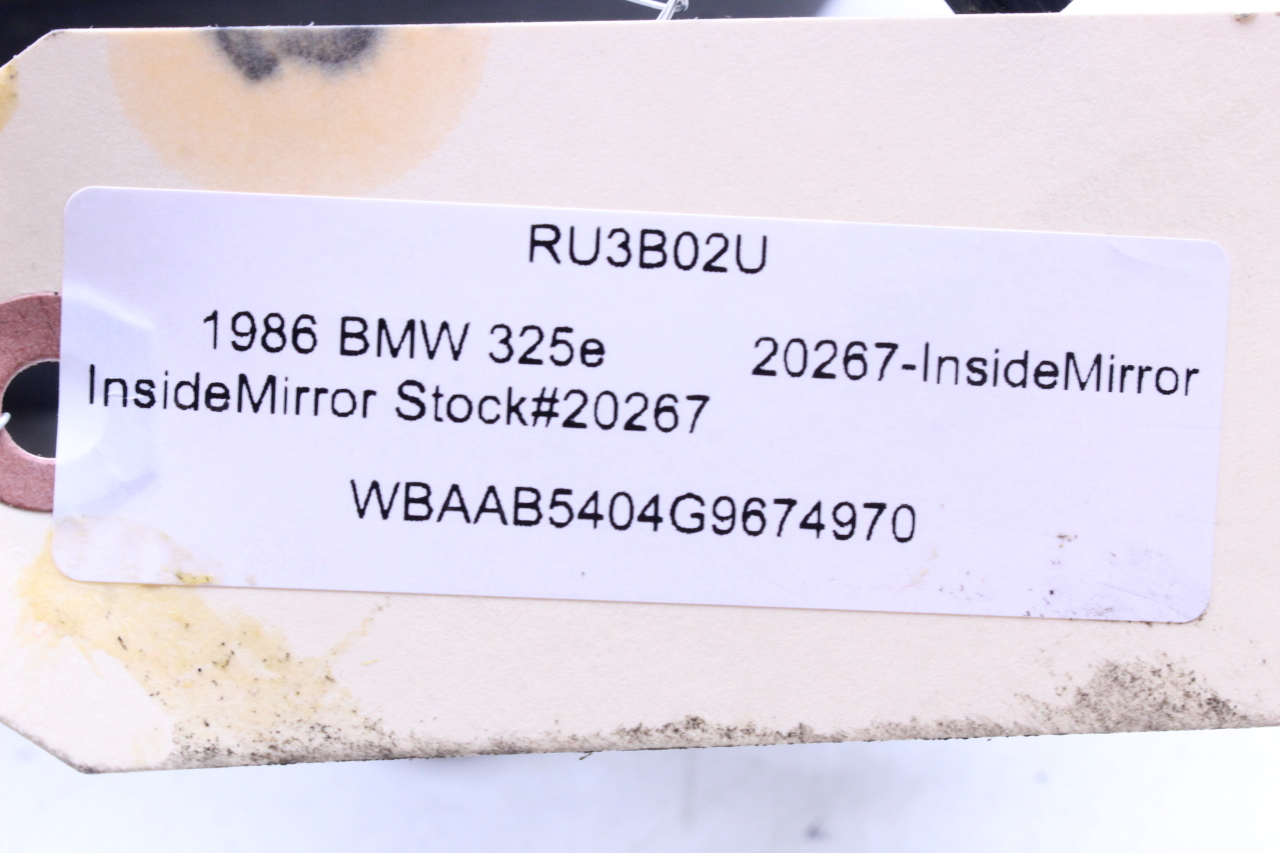 RU3B02U
1986 BMW 325e 20267-InsideMirror
InsideMirror Stock#20267
WBAAB5404G9674970